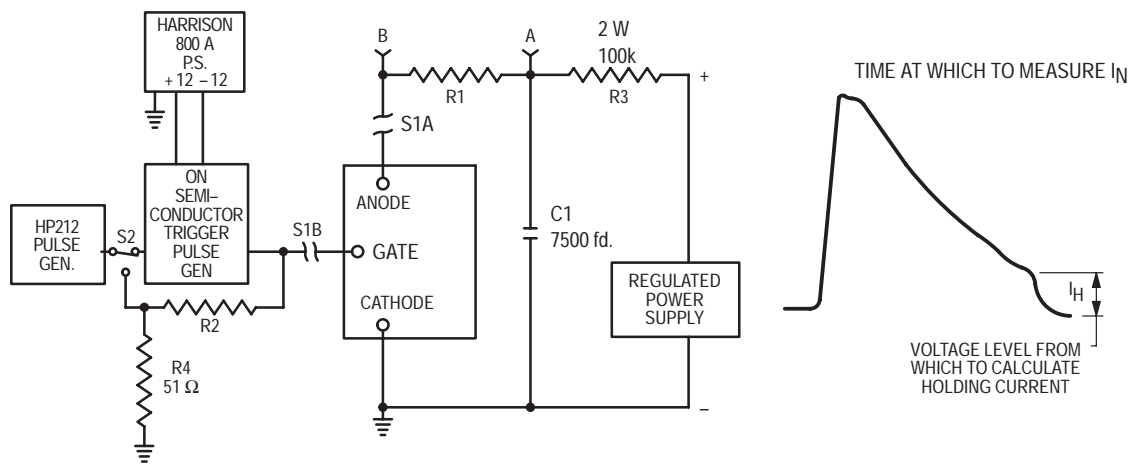 HARRISON
800 A
P.S.
+ 12 – 12
B
A
2 W
100k
R1
R3
+
TIME AT WHICH TO MEASURE IN
S1A
ON
SEMI–
CONDUCTOR
TRIGGER
PULSE
GEN
HP212
PULSE
GEN.
S2
S1B
ANODE
GATE
CATHODE
C1
7500 fd.
REGULATED
POWER
SUPPLY
R2
R4
51 Ω
–
IH
VOLTAGE LEVEL FROM
WHICH TO CALCULATE
HOLDING CURRENT